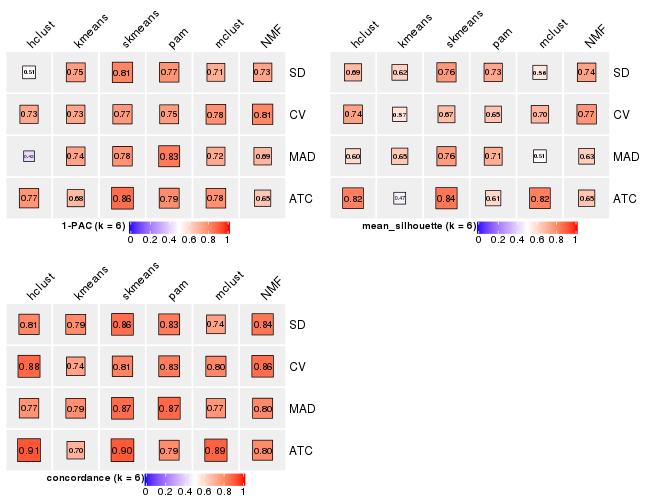 hclust kmeans skmeans pam mclust NMF
0.51 0.75 0.81 0.77 0.71 0.73 SD
0.73 0.73 0.77 0.75 0.78 0.81 CV
0.43 0.74 0.78 0.83 0.72 0.69 MAD
0.77 0.68 0.86 0.79 0.78 0.65 ATC
1-PAC (k = 6)
0 0.2 0.4 0.6 0.8 1
hclust kmeans skmeans pam mclust NMF
0.69 0.62 0.76 0.73 0.56 0.74 SD
0.74 0.57 0.67 0.65 0.70 0.77 CV
0.60 0.65 0.76 0.71 0.51 0.63 MAD
0.82 0.47 0.84 0.61 0.82 0.65 ATC
mean_silhouette (k = 6)
0 0.2 0.4 0.6 0.8 1
hclust kmeans skmeans pam mclust NMF
0.81 0.79 0.86 0.83 0.74 0.84 SD
0.88 0.74 0.81 0.83 0.80 0.86 CV
0.77 0.79 0.87 0.87 0.77 0.80 MAD
0.91 0.70 0.90 0.79 0.89 0.80 ATC
concordance (k = 6)
0 0.2 0.4 0.6 0.8 1